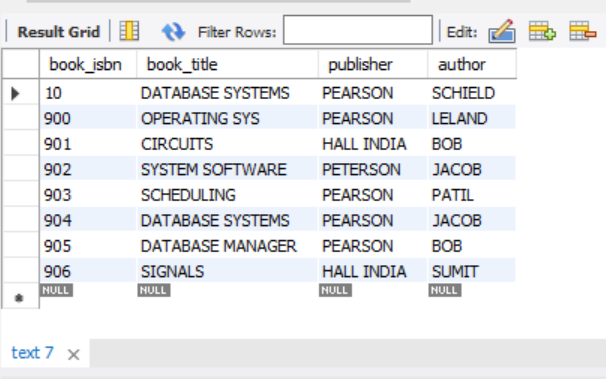 Result Grid Filter Rows: Edit:
book_isbn book_title publisher author
10 DATABASE SYSTEMS PEARSON SCHIELD
900 OPERATING SYS PEARSON LELAND
901 CIRCUITS HALL INDIA BOB
902 SYSTEM SOFTWARE PETERSON JACOB
903 SCHEDULING PEARSON PATIL
904 DATABASE SYSTEMS PEARSON JACOB
905 DATABASE MANAGER PEARSON BOB
906 SIGNALS HALL INDIA SUMIT
NULL NULL NULL NULL
text 7